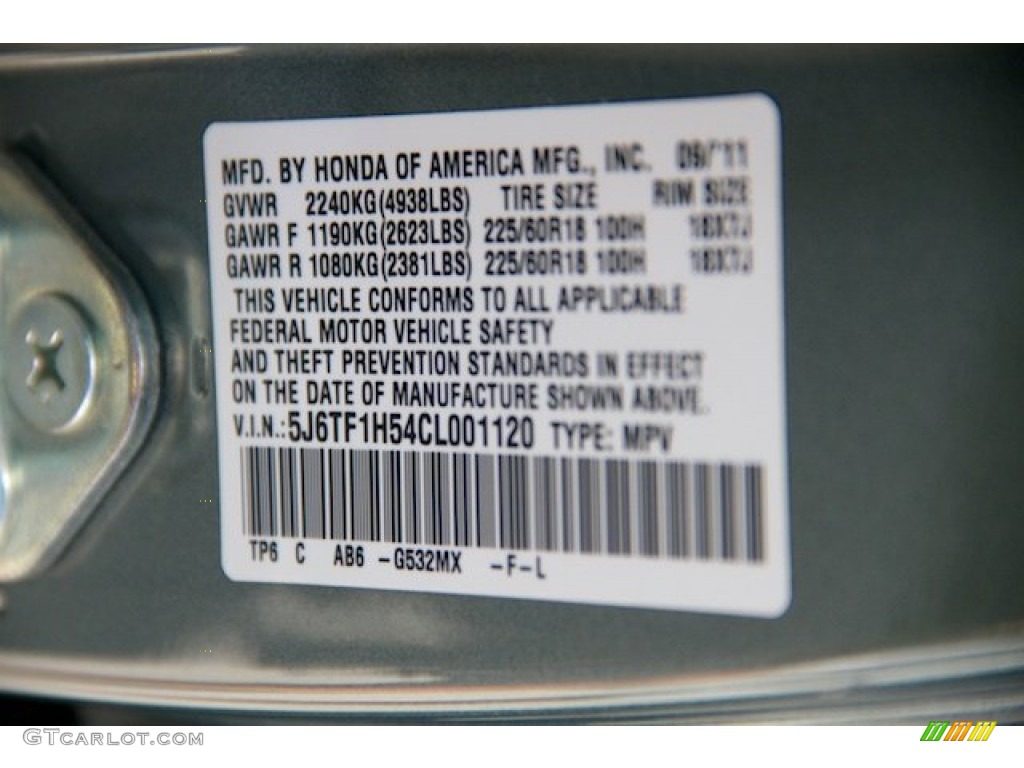 MFD. BY HONDA OF AMERICA MFG., INC. 09/'11
GVWR 2240KG(4938LBS) TIRE SIZE RIM SIZE
GAWR F 1190KG(2623LBS) 225/60R18 100H 18X7J
GAWR R 1080KG(2381LBS) 225/60R18 100H 18X7J
THIS VEHICLE CONFORMS TO ALL APPLICABLE
FEDERAL MOTOR VEHICLE SAFETY
AND THEFT PREVENTION STANDARDS IN EFFECT
ON THE DATE OF MANUFACTURE SHOWN ABOVE.
V.I.N.:5J6TF1H54CL001120 TYPE: MPV
TP6 C AB6 -G532MX -F-L
GTCARLOT.COM